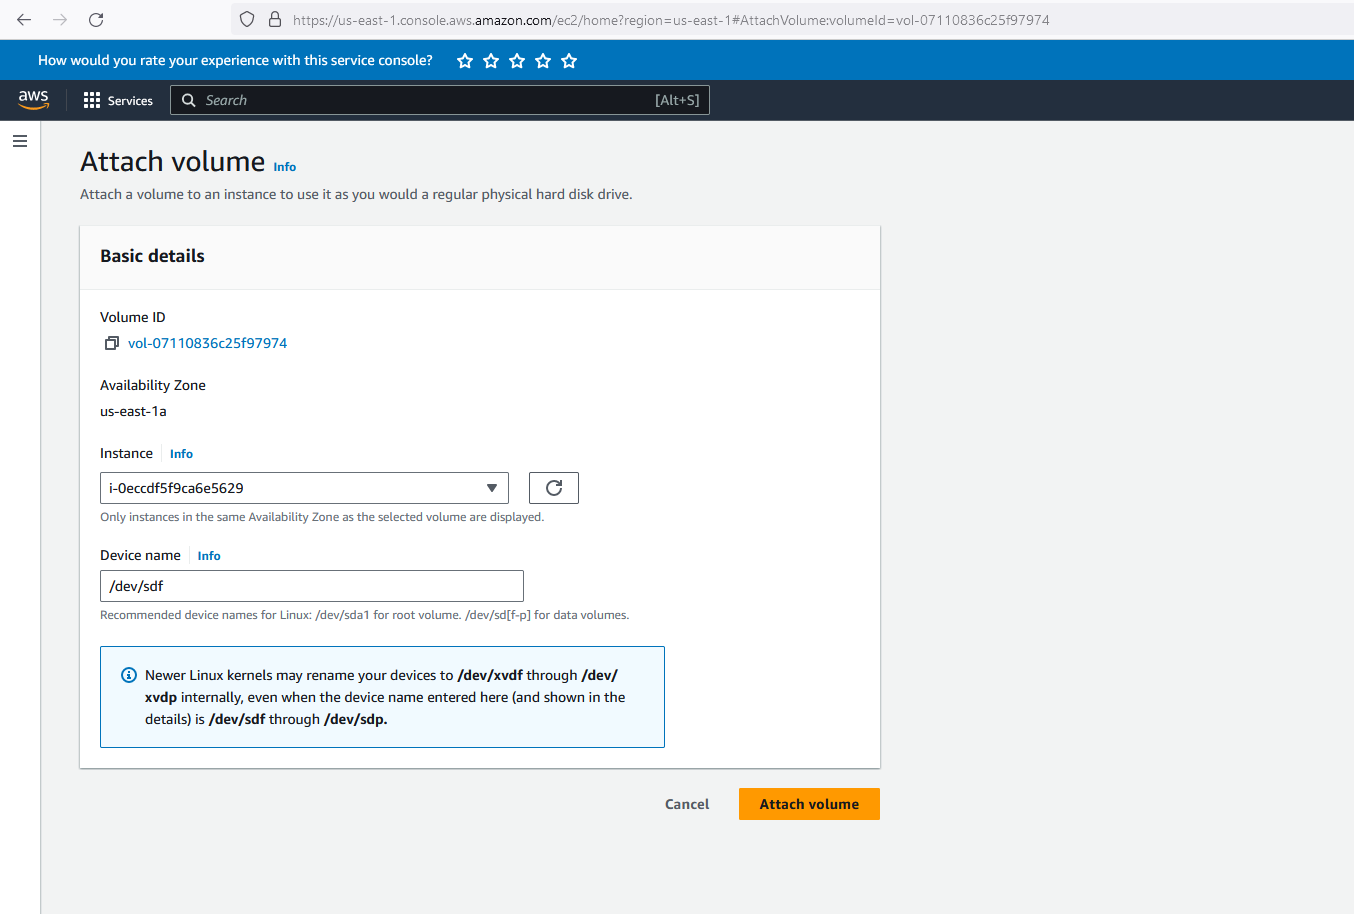 https://us-east-1.console.aws.amazon.com/ec2/home?region=us-east-1#AttachVolume:volumeId=vol-07110836c25f97974
How would you rate your experience with this service console?
aws Services Search [Alt+S]
Attach volume Info
Attach a volume to an instance to use it as you would a regular physical hard disk drive.
Basic details
Volume ID
vol-07110836c25f97974
Availability Zone
us-east-1a
Instance Info
i-0eccdf5f9ca6e5629
Only instances in the same Availability Zone as the selected volume are displayed.
Device name Info
/dev/sdf
Recommended device names for Linux: /dev/sda1 for root volume. /dev/sd[f-p] for data volumes.
Newer Linux kernels may rename your devices to /dev/xvdf through /dev/
xvdp internally, even when the device name entered here (and shown in the
details) is /dev/sdf through /dev/sdp.
Cancel Attach volume